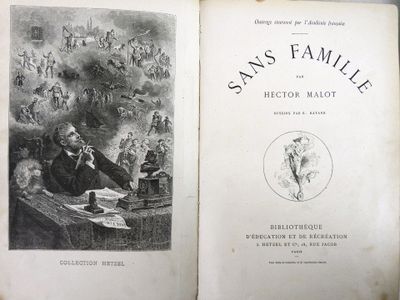 COLLECTION HETZEL
Ouvrage couronné par l'Académie française
SANS FAMILLE
PAR
HECTOR MALOT
DESSINS PAR E. BAYARD
BIBLIOTHÈQUE
D'ÉDUCATION ET DE RÉCRÉATION
J. HETZEL ET Cie, 18, RUE JACOB
PARIS